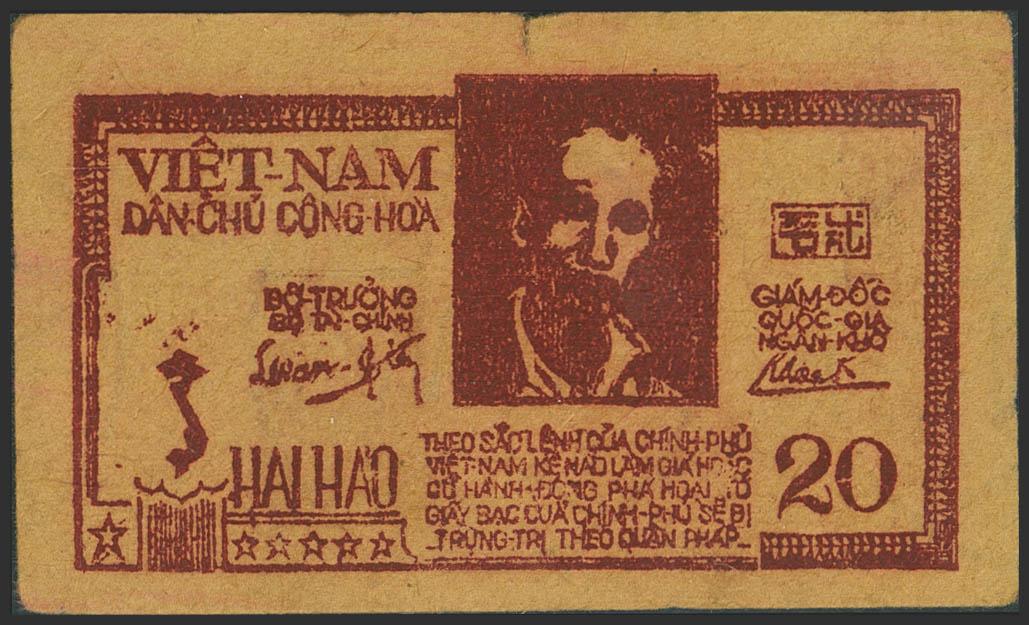 VIỆT-NAM
DÂN-CHỦ CỘNG-HOÀ
BỘ-TRƯỞNG
BỘ TÀI-CHÍNH
GIÁM-ĐỐC
QUỐC-GIA
NGÂN-KHỐ
HAI HÀO
THEO SẮC LỆNH CỦA CHÍNH-PHỦ
VIỆT-NAM KẺ NÀO LÀM GIẢ HOẶC
CÓ HÀNH-ĐỘNG PHÁ HOẠI TỜ
GIẤY BẠC CỦA CHÍNH-PHỦ SẼ BỊ
TRỪNG-TRỊ THEO QUÂN PHÁP
20